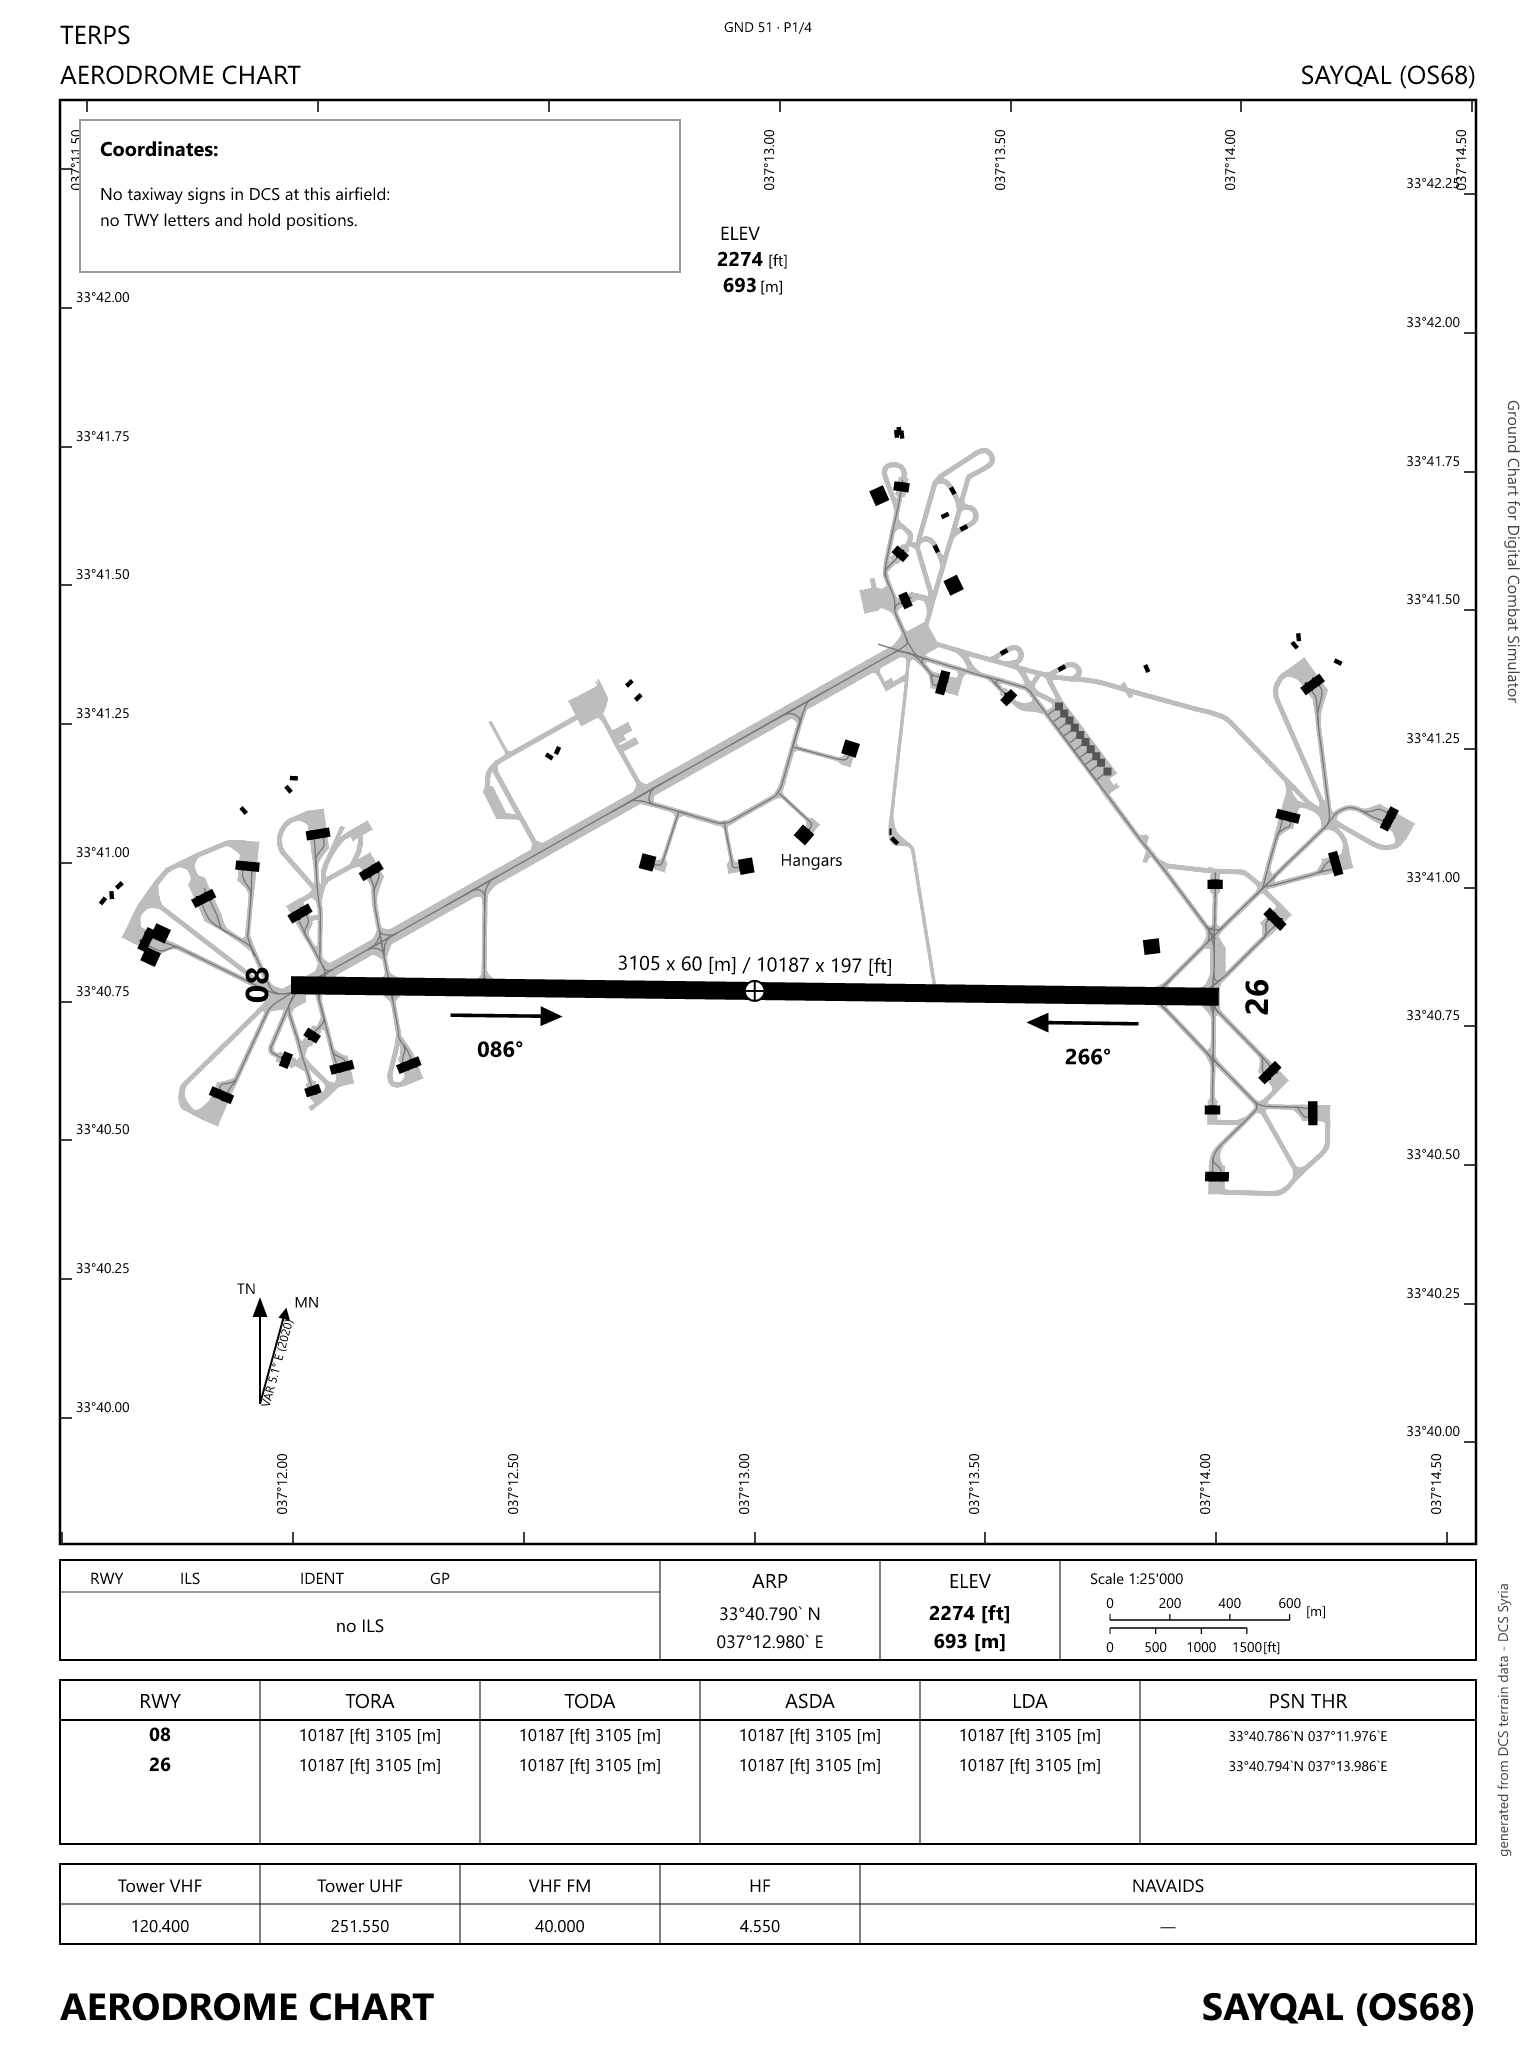 GND 51 · P1/4
TERPS
AERODROME CHART
SAYQAL (OS68)
037°11.50
037°13.00
037°13.50
037°14.00
037°14.50
Coordinates:
No taxiway signs in DCS at this airfield:
no TWY letters and hold positions.
ELEV
2274 [ft]
693 [m]
33°42.25
33°42.00
33°42.00
33°41.75
33°41.75
33°41.50
33°41.50
33°41.25
33°41.25
33°41.00
33°41.00
33°40.75
33°40.75
33°40.50
33°40.50
33°40.25
33°40.25
33°40.00
33°40.00
Hangars
3105 x 60 [m] / 10187 x 197 [ft]
08
26
086°
266°
TN
MN
VAR 5.1° E (2020)
037°12.00
037°12.50
037°13.00
037°13.50
037°14.00
037°14.50
Ground Chart for Digital Combat Simulator
generated from DCS terrain data - DCS Syria
RWY ILS IDENT GP
no ILS
ARP
33°40.790` N
037°12.980` E
ELEV
2274 [ft]
693 [m]
Scale 1:25'000
0 200 400 600 [m]
0 500 1000 1500[ft]
RWY TORA TODA ASDA LDA PSN THR
08 10187 [ft] 3105 [m] 10187 [ft] 3105 [m] 10187 [ft] 3105 [m] 10187 [ft] 3105 [m] 33°40.786`N 037°11.976`E
26 10187 [ft] 3105 [m] 10187 [ft] 3105 [m] 10187 [ft] 3105 [m] 10187 [ft] 3105 [m] 33°40.794`N 037°13.986`E
Tower VHF Tower UHF VHF FM HF NAVAIDS
120.400 251.550 40.000 4.550 —
AERODROME CHART
SAYQAL (OS68)